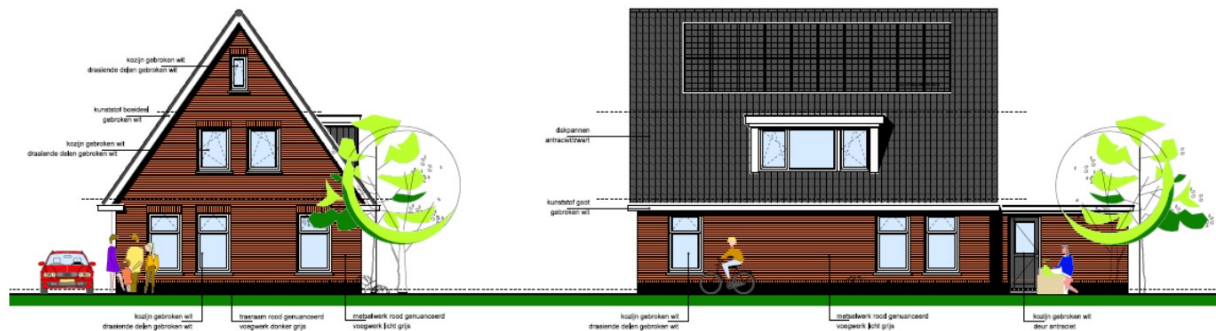 kozijn gebroken wit
draaiende delen gebroken wit
kunststof boeideel
gebroken wit
kozijn gebroken wit
draaiende delen gebroken wit
kozijn gebroken wit
draaiende delen gebroken wit
trasraam rood genuanceerd
voegwerk donker grijs
metselwerk rood genuanceerd
voegwerk licht grijs
dakpannen
antraciet/zwart
kunststof goot
gebroken wit
kozijn gebroken wit
draaiende delen gebroken wit
metselwerk rood genuanceerd
voegwerk licht grijs
kozijn gebroken wit
deur antraciet